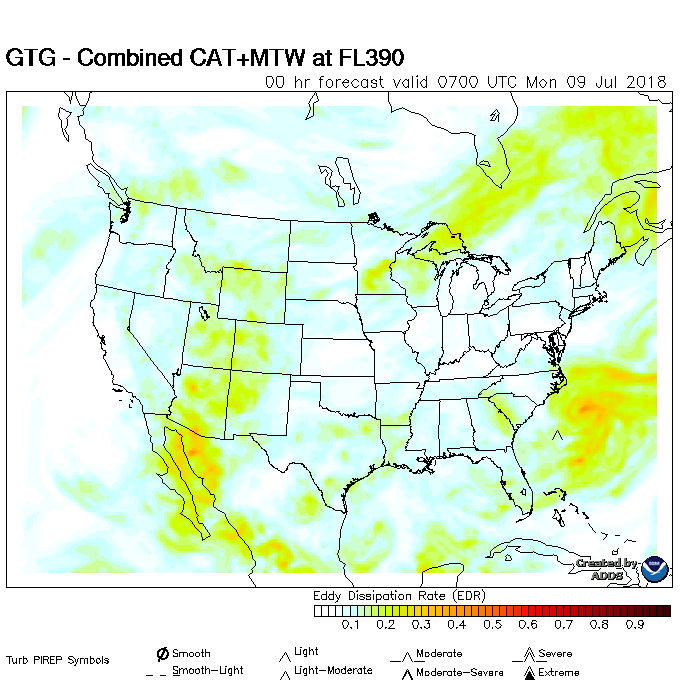 GTG - Combined CAT+MTW at FL390
00 hr forecast valid 0700 UTC Mon 09 Jul 2018
Created by
ADDS
Eddy Dissipation Rate (EDR)
0.1 0.2 0.3 0.4 0.5 0.6 0.7 0.8 0.9
Turb PIREP Symbols
Smooth Light Moderate Severe
Smooth-Light Light-Moderate Moderate-Severe Extreme